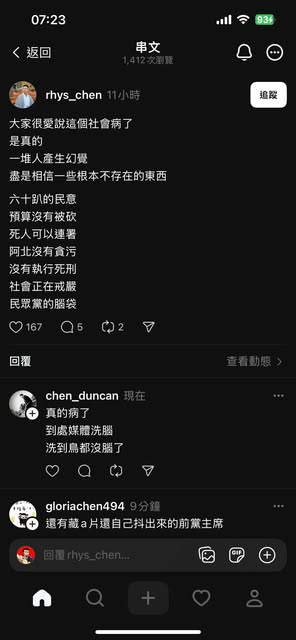 07:23
93
返回
串文
1,412 次瀏覽
rhys_chen 11小時
追蹤
大家很愛說這個社會病了
是真的
一堆人產生幻覺
盡是相信一些根本不存在的東西
六十趴的民意
預算沒有被砍
死人可以連署
阿北沒有貪污
沒有執行死刑
社會正在戒嚴
民眾黨的腦袋
167 5 2
回覆
查看動態
chen_duncan 現在
真的病了
到處媒體洗腦
洗到鳥都沒腦了
gloriachen494 9分鐘
還有藏a片還自己抖出來的前黨主席
回覆 rhys_chen...
GIF